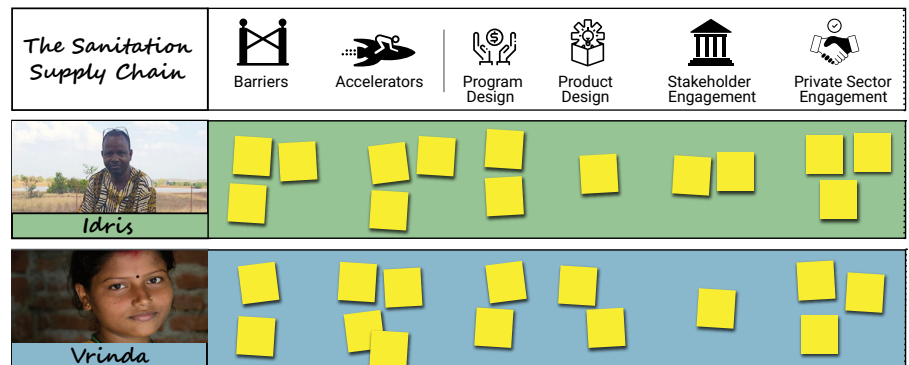 The Sanitation
Supply Chain
Barriers
Accelerators
Program
Design
Product
Design
Stakeholder
Engagement
Private Sector
Engagement
Idris
Vrinda